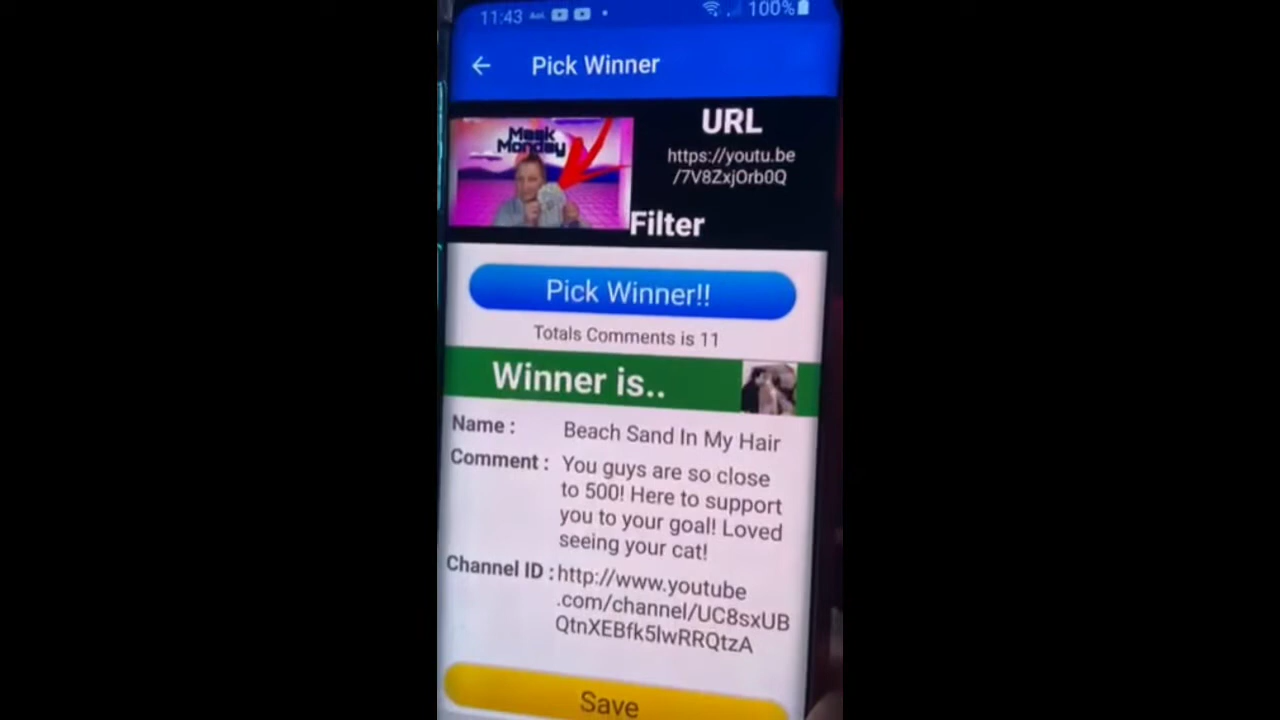 11:43 Aol. 100%
Pick Winner
Mask
Monday
URL
https://youtu.be
/7V8ZxjOrb0Q
Filter
Pick Winner!!
Totals Comments is 11
Winner is..
Name : Beach Sand In My Hair
Comment : You guys are so close
to 500! Here to support
you to your goal! Loved
seeing your cat!
Channel ID : http://www.youtube
.com/channel/UC8sxUB
QtnXEBfk5lwRRQtzA
Save